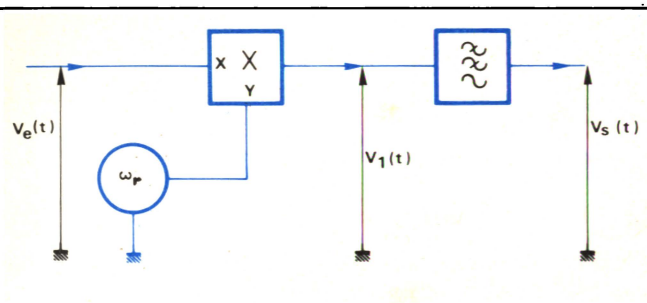 X X
Y
Ve(t)
ωr
V1(t)
Vs(t)